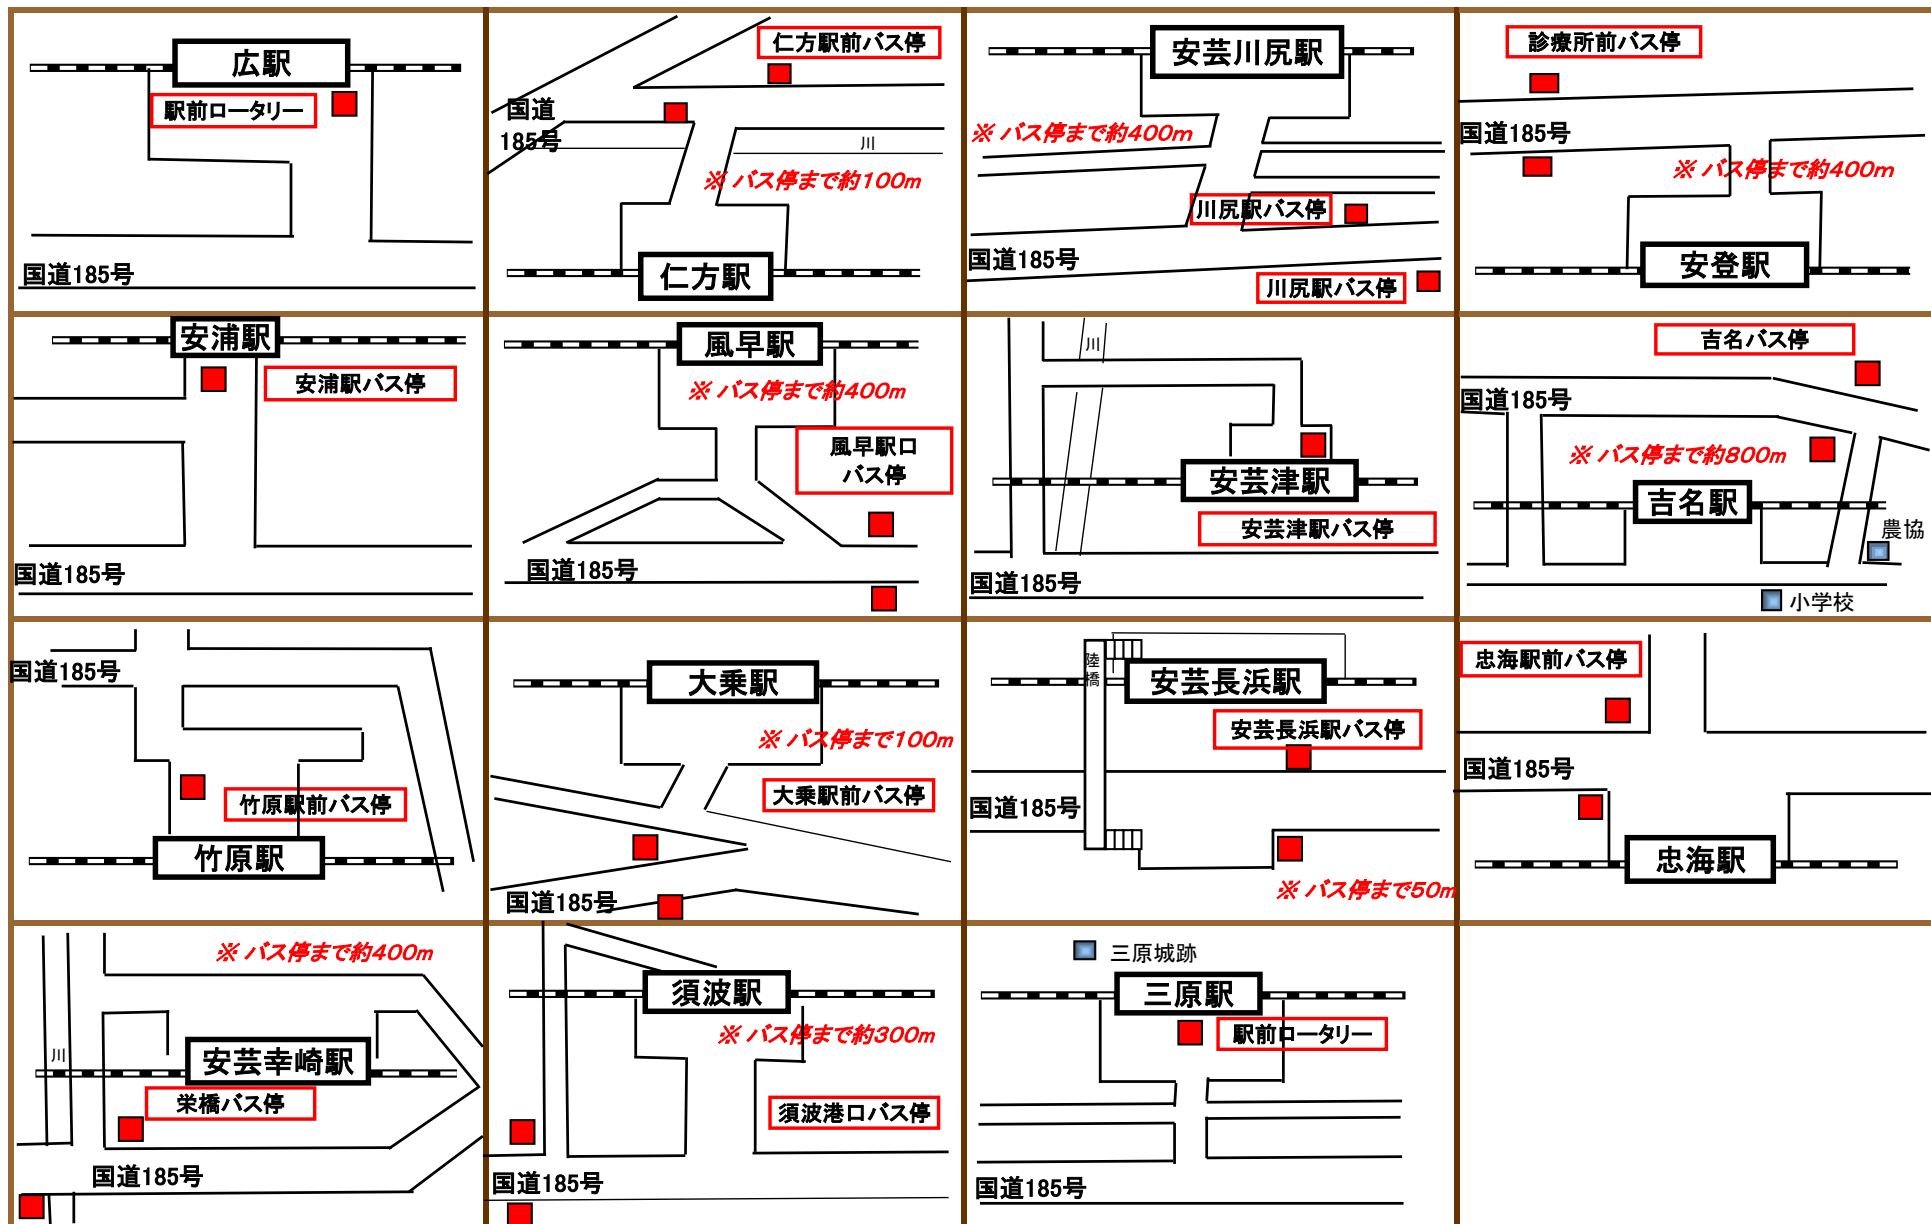 広駅
駅前ロータリー
国道185号
仁方駅前バス停
国道
185号
川
※ バス停まで約100m
仁方駅
安芸川尻駅
※ バス停まで約400m
川尻駅バス停
国道185号
川尻駅バス停
診療所前バス停
国道185号
※ バス停まで約400m
安登駅
安浦駅
安浦駅バス停
国道185号
風早駅
※ バス停まで約400m
風早駅口
バス停
国道185号
川
安芸津駅
安芸津駅バス停
国道185号
吉名バス停
国道185号
※ バス停まで約800m
吉名駅
農協
小学校
国道185号
竹原駅前バス停
竹原駅
大乗駅
※ バス停まで100m
大乗駅前バス停
国道185号
陸橋
安芸長浜駅
安芸長浜駅バス停
国道185号
※ バス停まで50m
忠海駅前バス停
国道185号
忠海駅
※ バス停まで約400m
川
安芸幸崎駅
栄橋バス停
国道185号
須波駅
※ バス停まで約300m
須波港口バス停
国道185号
三原城跡
三原駅
駅前ロータリー
国道185号